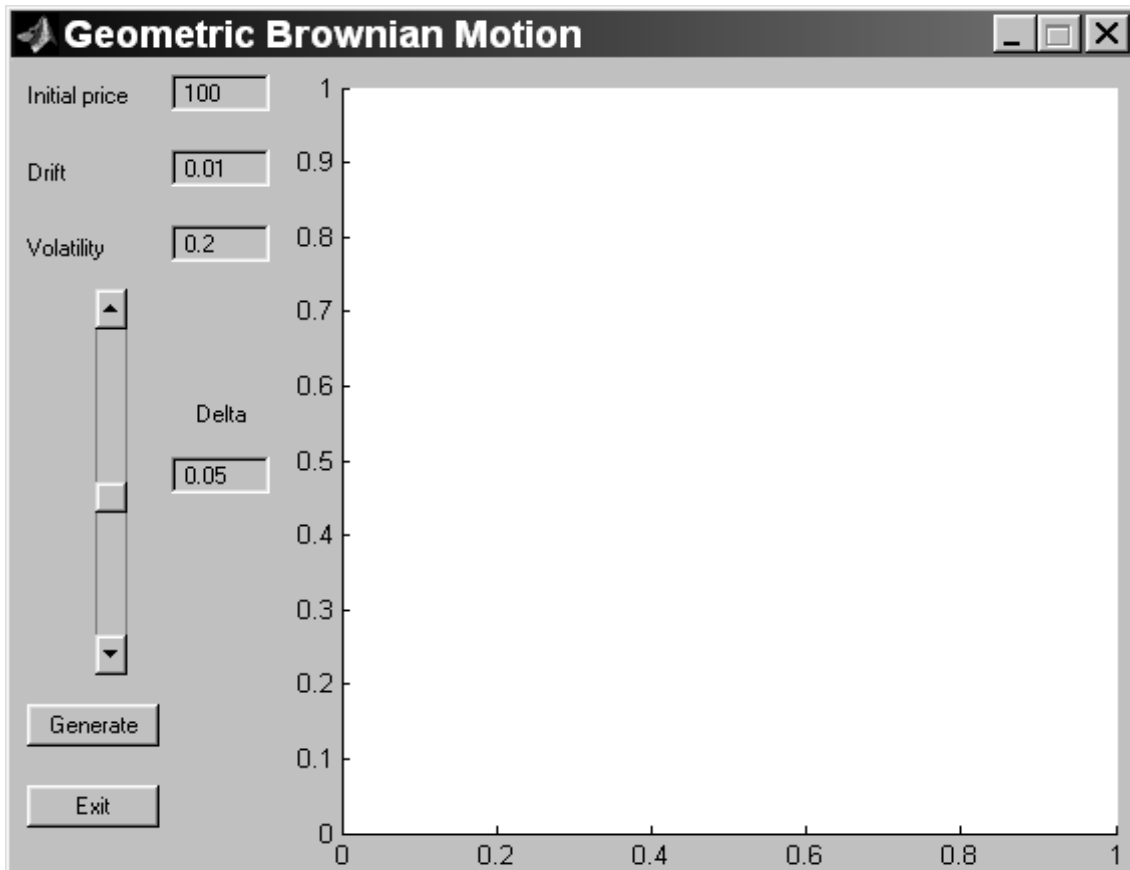 Geometric Brownian Motion
Initial price 100
Drift 0.01
Volatility 0.2
Delta
0.05
Generate
Exit
1
0.9
0.8
0.7
0.6
0.5
0.4
0.3
0.2
0.1
0
0 0.2 0.4 0.6 0.8 1